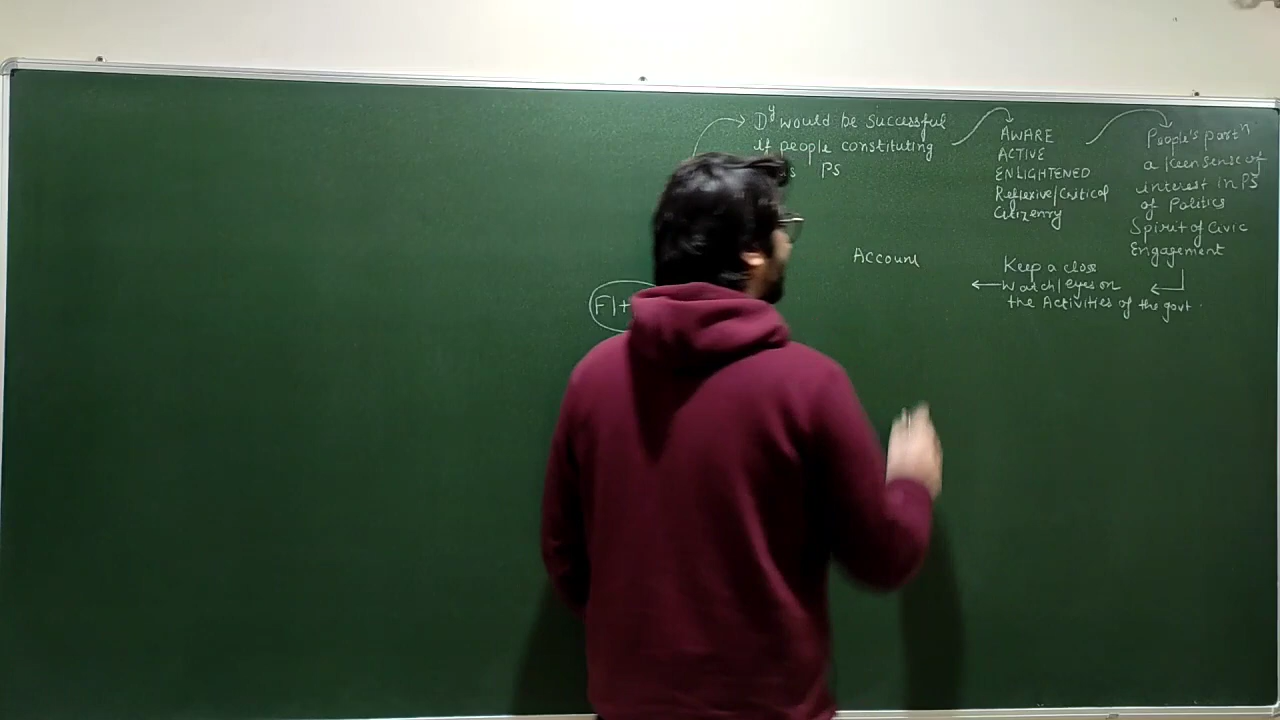 Dy would be successful
if people constituting
PS
AWARE
ACTIVE
ENLIGHTENED
Reflexive/Critical
Citizenry
People's partn
a keen sense of
interest in PS
of Politics
Spirit of Civic
Engagement
Keep a close
Watch/eyes on
the Activities of the govt.
Account
F/+